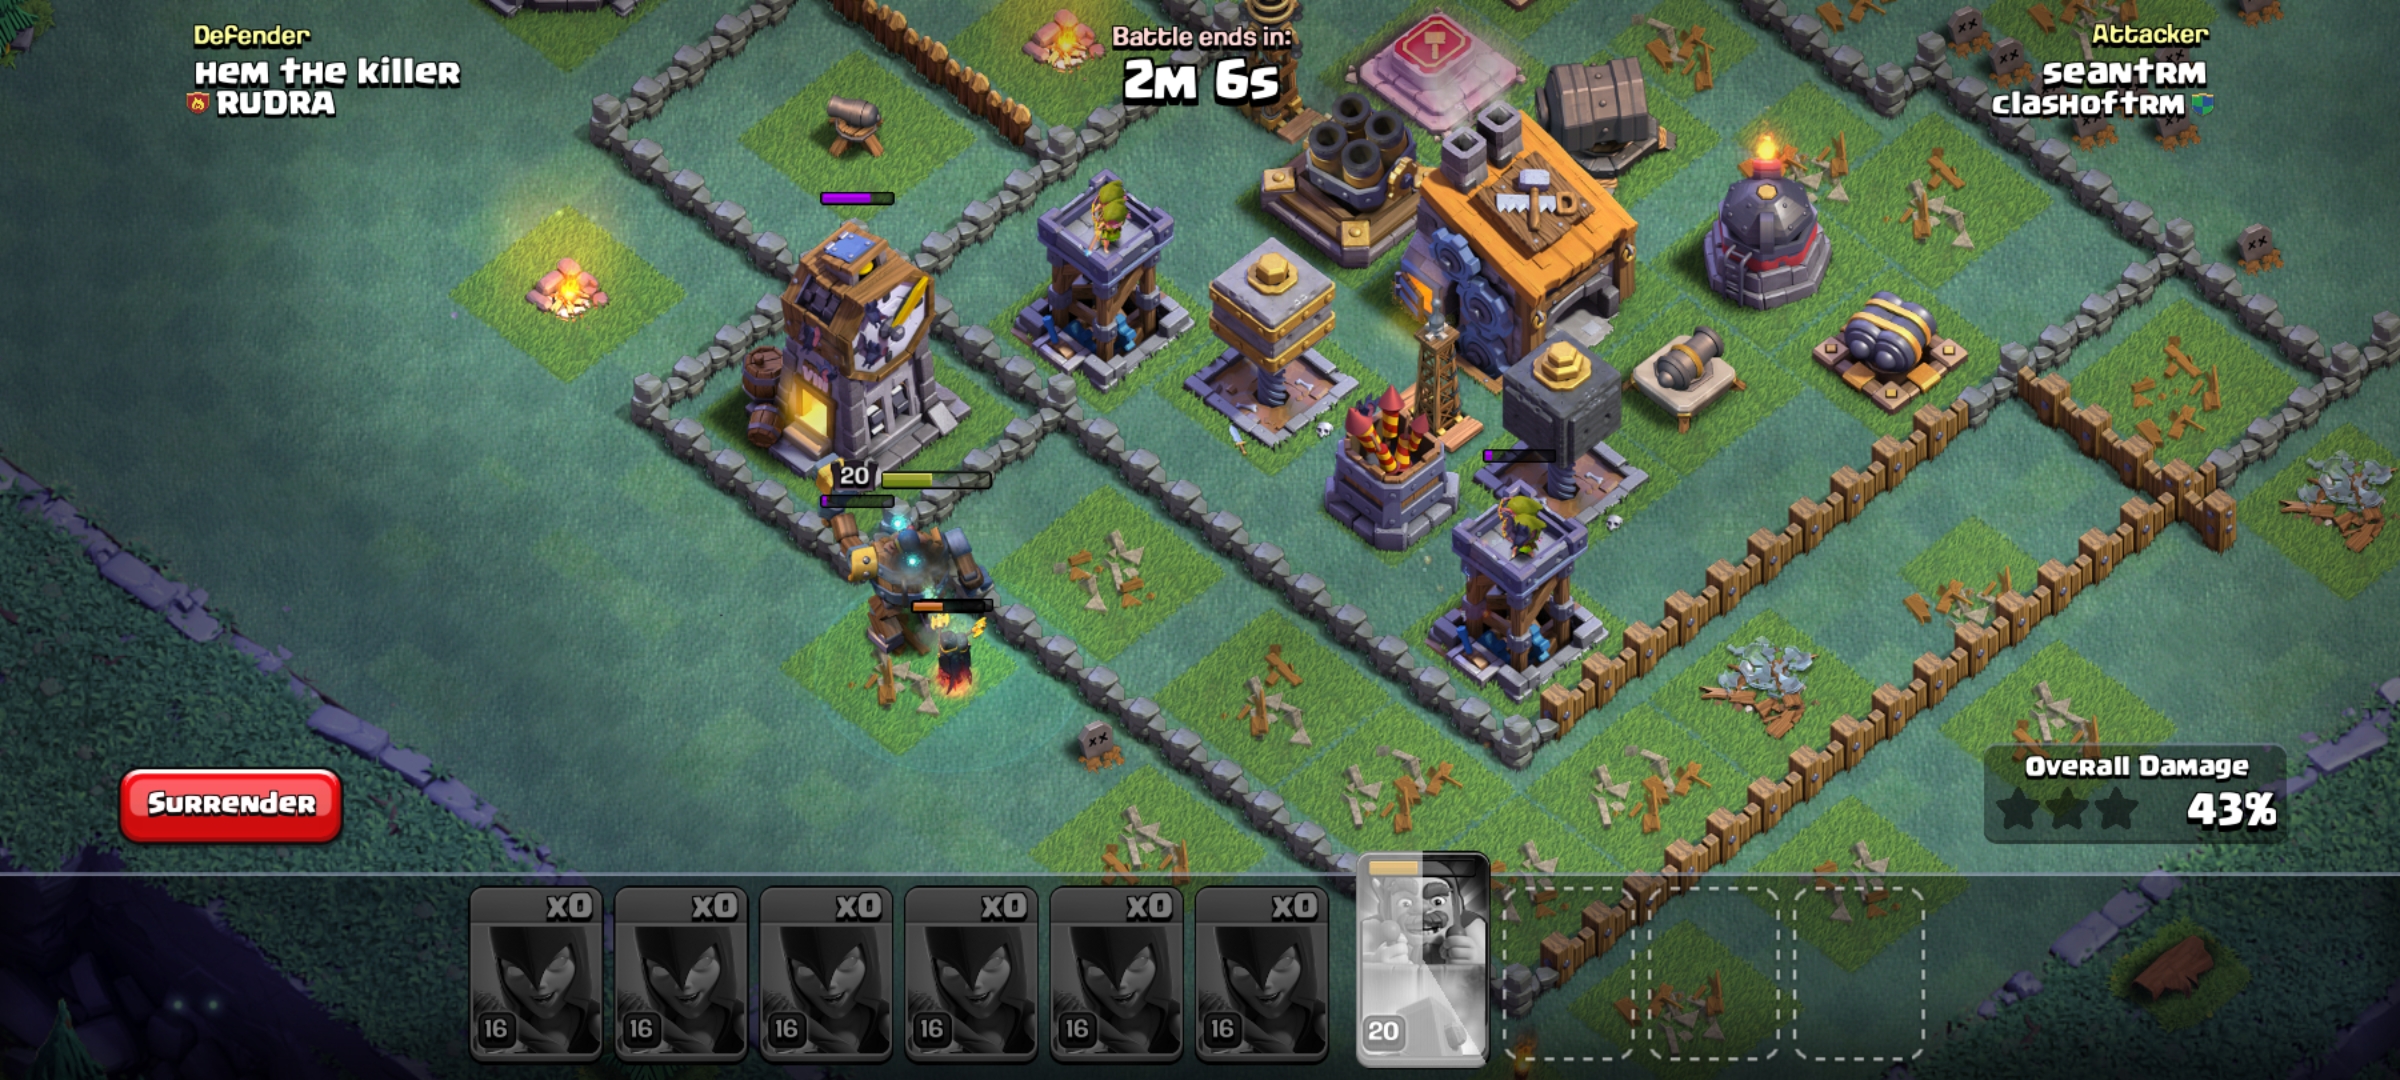 Defender
Hem the killer
RUDRA
Battle ends in:
2M 6s
Attacker
seantrm
clashoftrm
20
Surrender
Overall Damage
43%
x0
x0
x0
x0
x0
x0
16
16
16
16
16
16
20